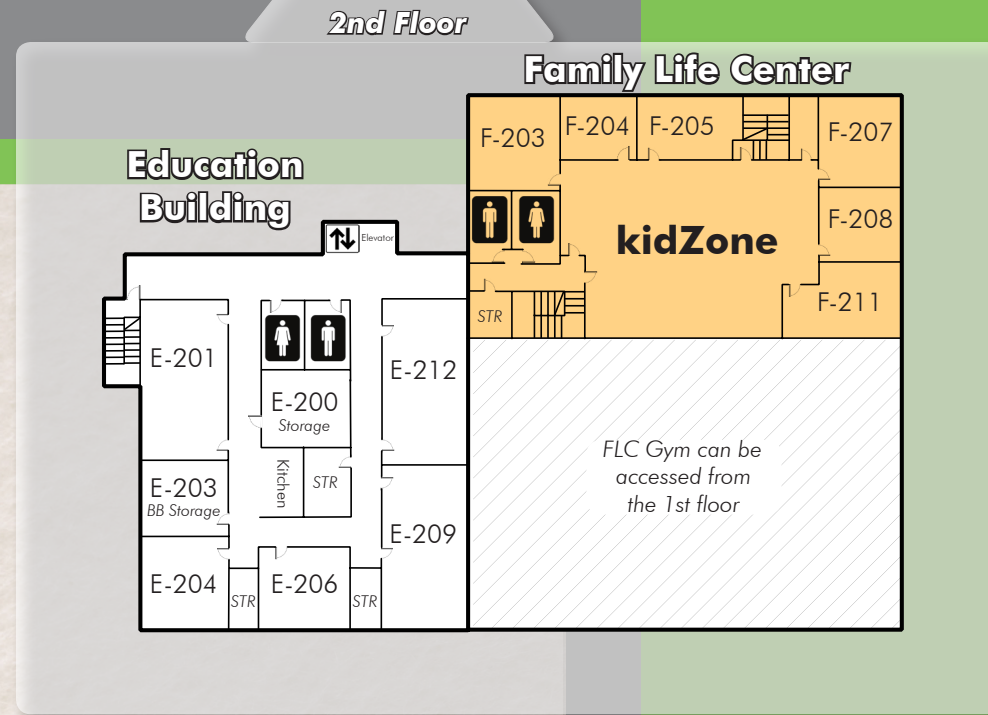 2nd Floor
Family Life Center
Education
Building
F-203
F-204
F-205
F-207
F-208
kidZone
Elevator
F-211
STR
E-201
E-212
E-200
Storage
Kitchen
STR
E-203
BB Storage
E-209
E-204
STR
E-206
STR
FLC Gym can be
accessed from
the 1st floor